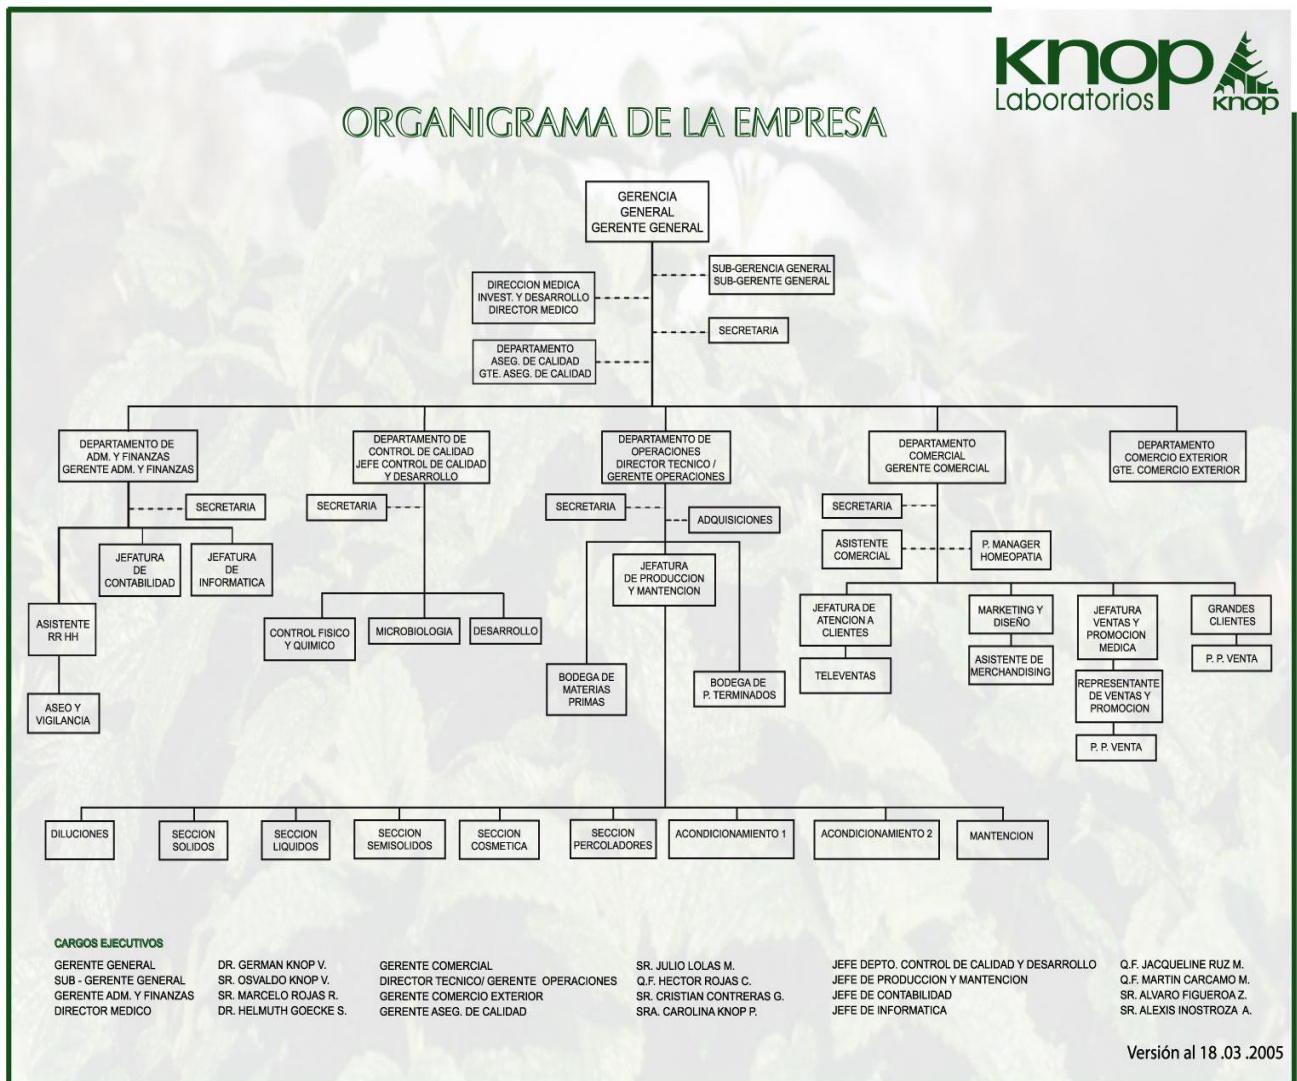 knop
Laboratorios
knop
ORGANIGRAMA DE LA EMPRESA
GERENCIA
GENERAL
GERENTE GENERAL
SUB-GERENCIA GENERAL
SUB-GERENTE GENERAL
DIRECCION MEDICA
INVEST. Y DESARROLLO
DIRECTOR MEDICO
SECRETARIA
DEPARTAMENTO
ASEG. DE CALIDAD
GTE. ASEG. DE CALIDAD
DEPARTAMENTO DE
ADM. Y FINANZAS
GERENTE ADM. Y FINANZAS
DEPARTAMENTO DE
CONTROL DE CALIDAD
JEFE CONTROL DE CALIDAD
Y DESARROLLO
DEPARTAMENTO DE
OPERACIONES
DIRECTOR TECNICO /
GERENTE OPERACIONES
DEPARTAMENTO
COMERCIAL
GERENTE COMERCIAL
DEPARTAMENTO
COMERCIO EXTERIOR
GTE. COMERCIO EXTERIOR
SECRETARIA
SECRETARIA
SECRETARIA
ADQUISICIONES
SECRETARIA
ASISTENTE
COMERCIAL
P. MANAGER
HOMEOPATIA
JEFATURA
DE
CONTABILIDAD
JEFATURA
DE
INFORMATICA
JEFATURA
DE PRODUCCION
Y MANTENCION
ASISTENTE
RR HH
CONTROL FISICO
Y QUIMICO
MICROBIOLOGIA
DESARROLLO
JEFATURA DE
ATENCION A
CLIENTES
MARKETING Y
DISEÑO
JEFATURA
VENTAS Y
PROMOCION
MEDICA
GRANDES
CLIENTES
ASEO Y
VIGILANCIA
BODEGA DE
MATERIAS
PRIMAS
BODEGA DE
P. TERMINADOS
TELEVENTAS
ASISTENTE DE
MERCHANDISING
REPRESENTANTE
DE VENTAS Y
PROMOCION
P. P. VENTA
P. P. VENTA
DILUCIONES
SECCION
SOLIDOS
SECCION
LIQUIDOS
SECCION
SEMISOLIDOS
SECCION
COSMETICA
SECCION
PERCOLADORES
ACONDICIONAMIENTO 1
ACONDICIONAMIENTO 2
MANTENCION
CARGOS EJECUTIVOS
GERENTE GENERAL DR. GERMAN KNOP V.
SUB - GERENTE GENERAL SR. OSVALDO KNOP V.
GERENTE ADM. Y FINANZAS SR. MARCELO ROJAS R.
DIRECTOR MEDICO DR. HELMUTH GOECKE S.
GERENTE COMERCIAL SR. JULIO LOLAS M.
DIRECTOR TECNICO/ GERENTE OPERACIONES Q.F. HECTOR ROJAS C.
GERENTE COMERCIO EXTERIOR SR. CRISTIAN CONTRERAS G.
GERENTE ASEG. DE CALIDAD SRA. CAROLINA KNOP P.
JEFE DEPTO. CONTROL DE CALIDAD Y DESARROLLO Q.F. JACQUELINE RUZ M.
JEFE DE PRODUCCION Y MANTENCION Q.F. MARTIN CARCAMO M.
JEFE DE CONTABILIDAD SR. ALVARO FIGUEROA Z.
JEFE DE INFORMATICA SR. ALEXIS INOSTROZA A.
Versión al 18 .03 .2005